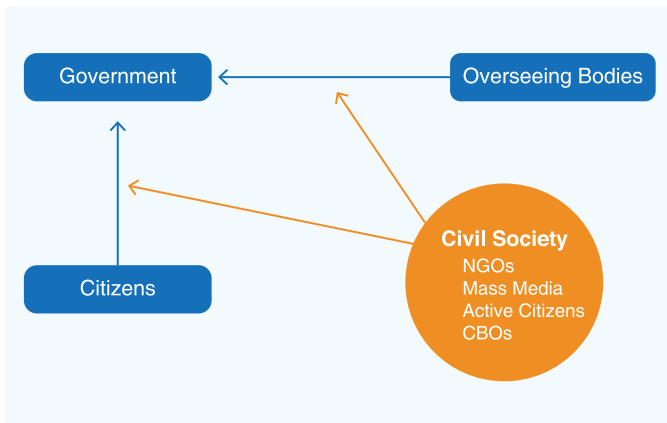 Government
Overseeing Bodies
Citizens
Civil Society
NGOs
Mass Media
Active Citizens
CBOs